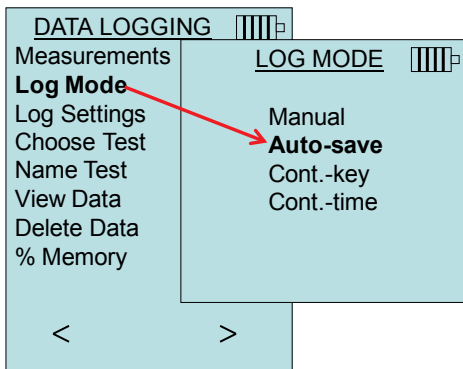 DATA LOGGING
Measurements
Log Mode
Log Settings
Choose Test
Name Test
View Data
Delete Data
% Memory
< >
LOG MODE
Manual
Auto-save
Cont.-key
Cont.-time